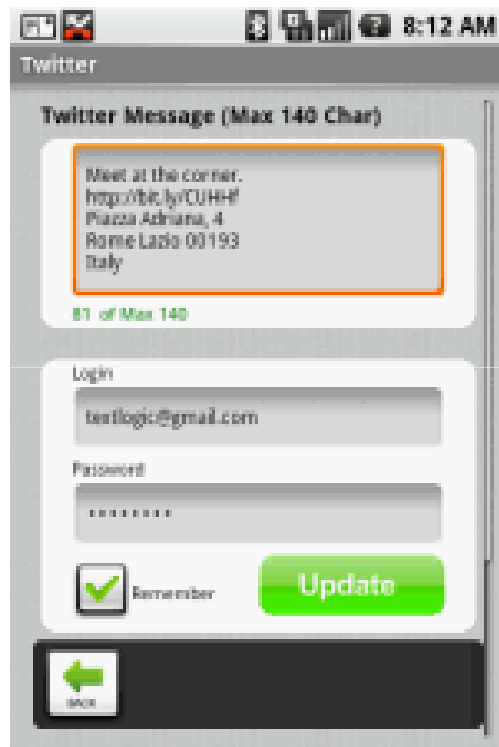 8:12 AM
Twitter
Twitter Message (Max 140 Char)
Meet at the corner.
http://bit.ly/CUHHf
Piazza Adriana, 4
Rome Lazio 00193
Italy
81 of Max 140
Login
textlogic@gmail.com
Password
Remember
Update
BACK